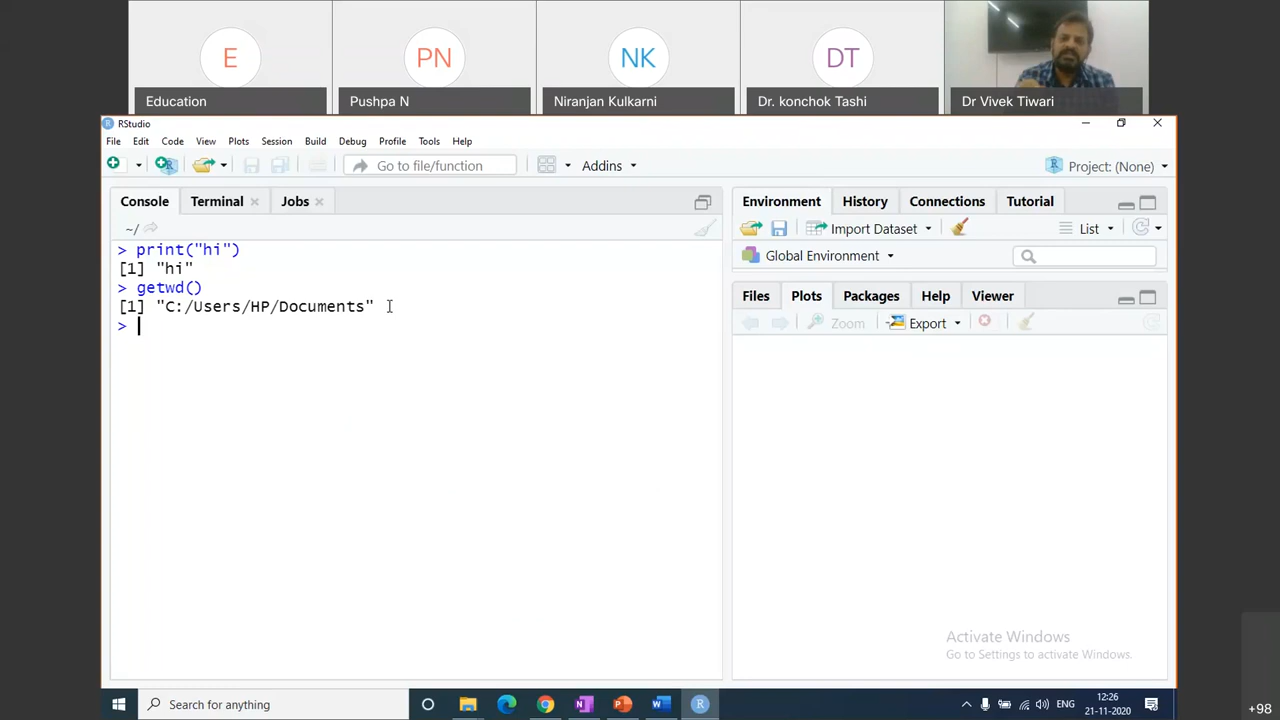 E
PN
NK
DT
Education
Pushpa N
Niranjan Kulkarni
Dr. konchok Tashi
Dr Vivek Tiwari
RStudio
File Edit Code View Plots Session Build Debug Profile Tools Help
Go to file/function
Addins
Project: (None)
Console Terminal Jobs
~/
> print("hi")
[1] "hi"
> getwd()
[1] "C:/Users/HP/Documents"
>
Environment History Connections Tutorial
Import Dataset
List
Global Environment
Files Plots Packages Help Viewer
Zoom
Export
Activate Windows
Go to Settings to activate Windows.
Search for anything
ENG
12:26
21-11-2020
+98